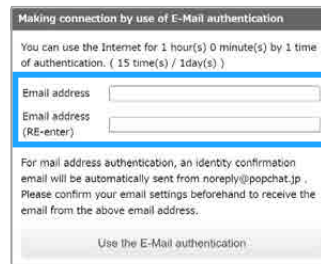 Making connection by use of E-Mail authentication
You can use the Internet for 1 hour(s) 0 minute(s) by 1 time
of authentication. ( 15 time(s) / 1day(s) )
Email address
Email address
(RE-enter)
For mail address authentication, an identity confirmation
email will be automatically sent from noreply@popchat.jp .
Please confirm your email settings beforehand to receive the
email from the above email address.
Use the E-Mail authentication